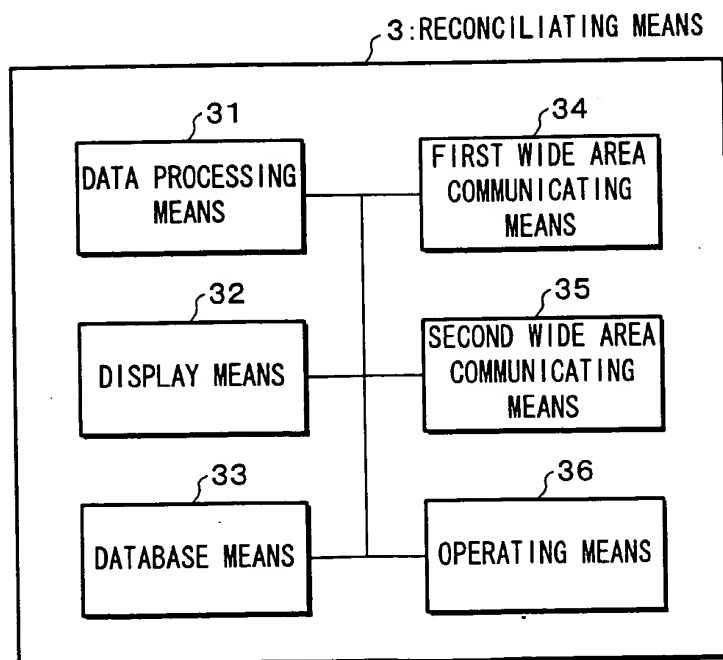 3:RECONCILIATING MEANS
31
DATA PROCESSING
MEANS
34
FIRST WIDE AREA
COMMUNICATING
MEANS
32
DISPLAY MEANS
35
SECOND WIDE AREA
COMMUNICATING
MEANS
33
DATABASE MEANS
36
OPERATING MEANS